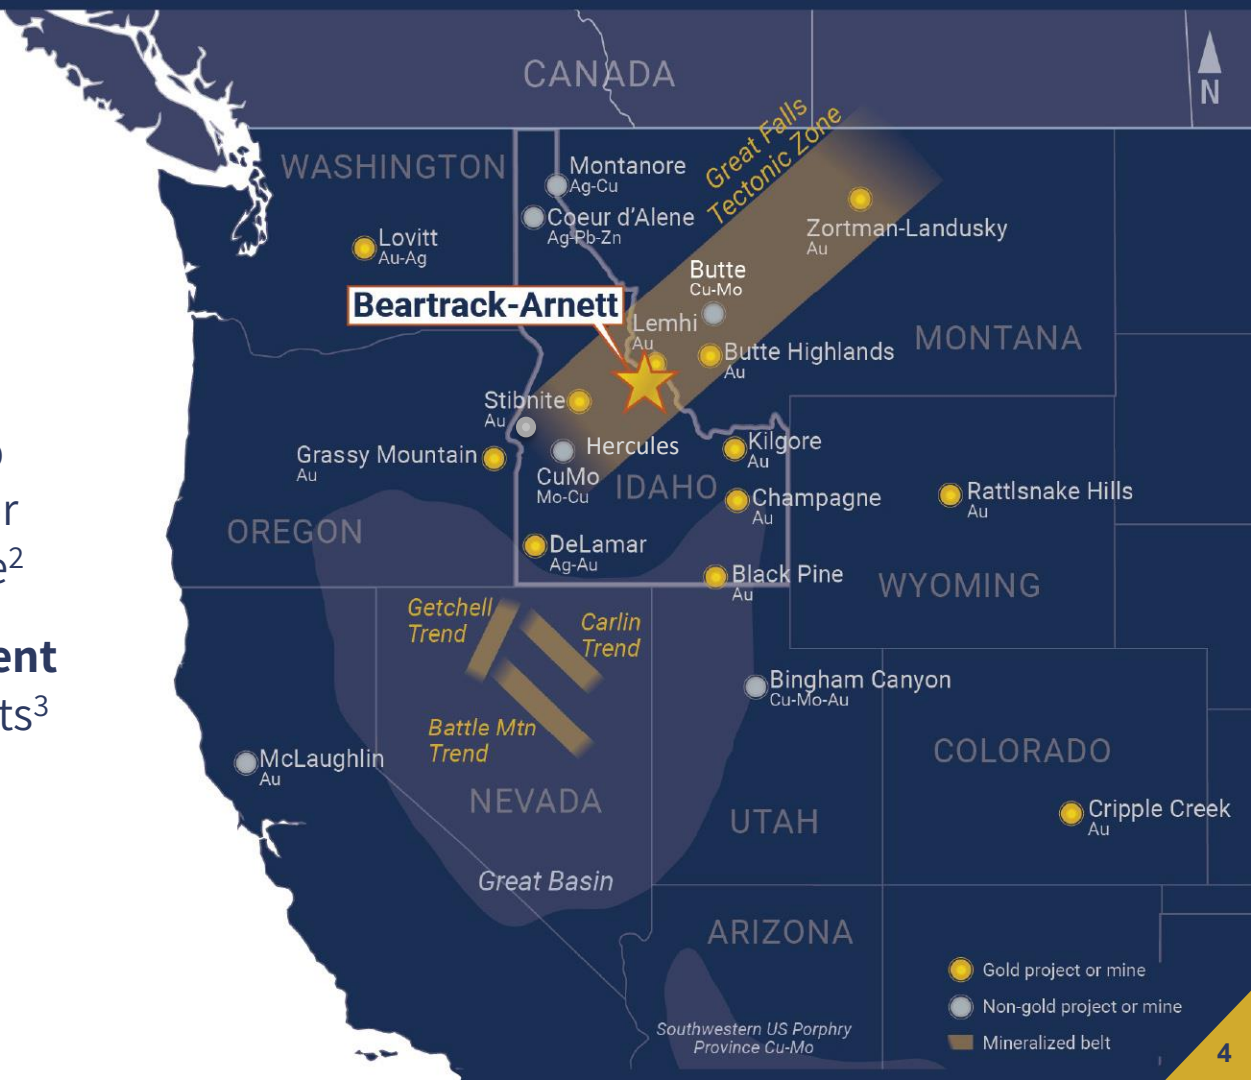 CANADA
N
Great Falls
Tectonic Zone
WASHINGTON
Montanore
Ag-Cu
Coeur d'Alene
Ag-Pb-Zn
Lovitt
Au-Ag
Zortman-Landusky
Au
Butte
Cu-Mo
Beartrack-Arnett
Lemhi
Au
MONTANA
Butte Highlands
Au
Stibnite
Au
Grassy Mountain
Au
Hercules
CuMo
Mo-Cu
IDAHO
Kilgore
Au
Champagne
Au
Rattlsnake Hills
Au
OREGON
DeLamar
Ag-Au
Black Pine
Au
WYOMING
Getchell
Trend
Carlin
Trend
Battle Mtn
Trend
Bingham Canyon
Cu-Mo-Au
McLaughlin
Au
NEVADA
COLORADO
UTAH
Cripple Creek
Au
Great Basin
ARIZONA
Southwestern US Porphry
Province Cu-Mo
Gold project or mine
Non-gold project or mine
Mineralized belt
r
e2
ent
ts3
4